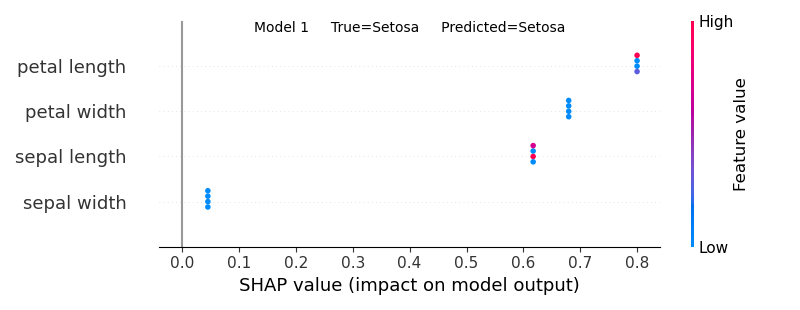 Model 1 True=Setosa Predicted=Setosa
High
petal length
petal width
sepal length
sepal width
Feature value
Low
0.0 0.1 0.2 0.3 0.4 0.5 0.6 0.7 0.8
SHAP value (impact on model output)